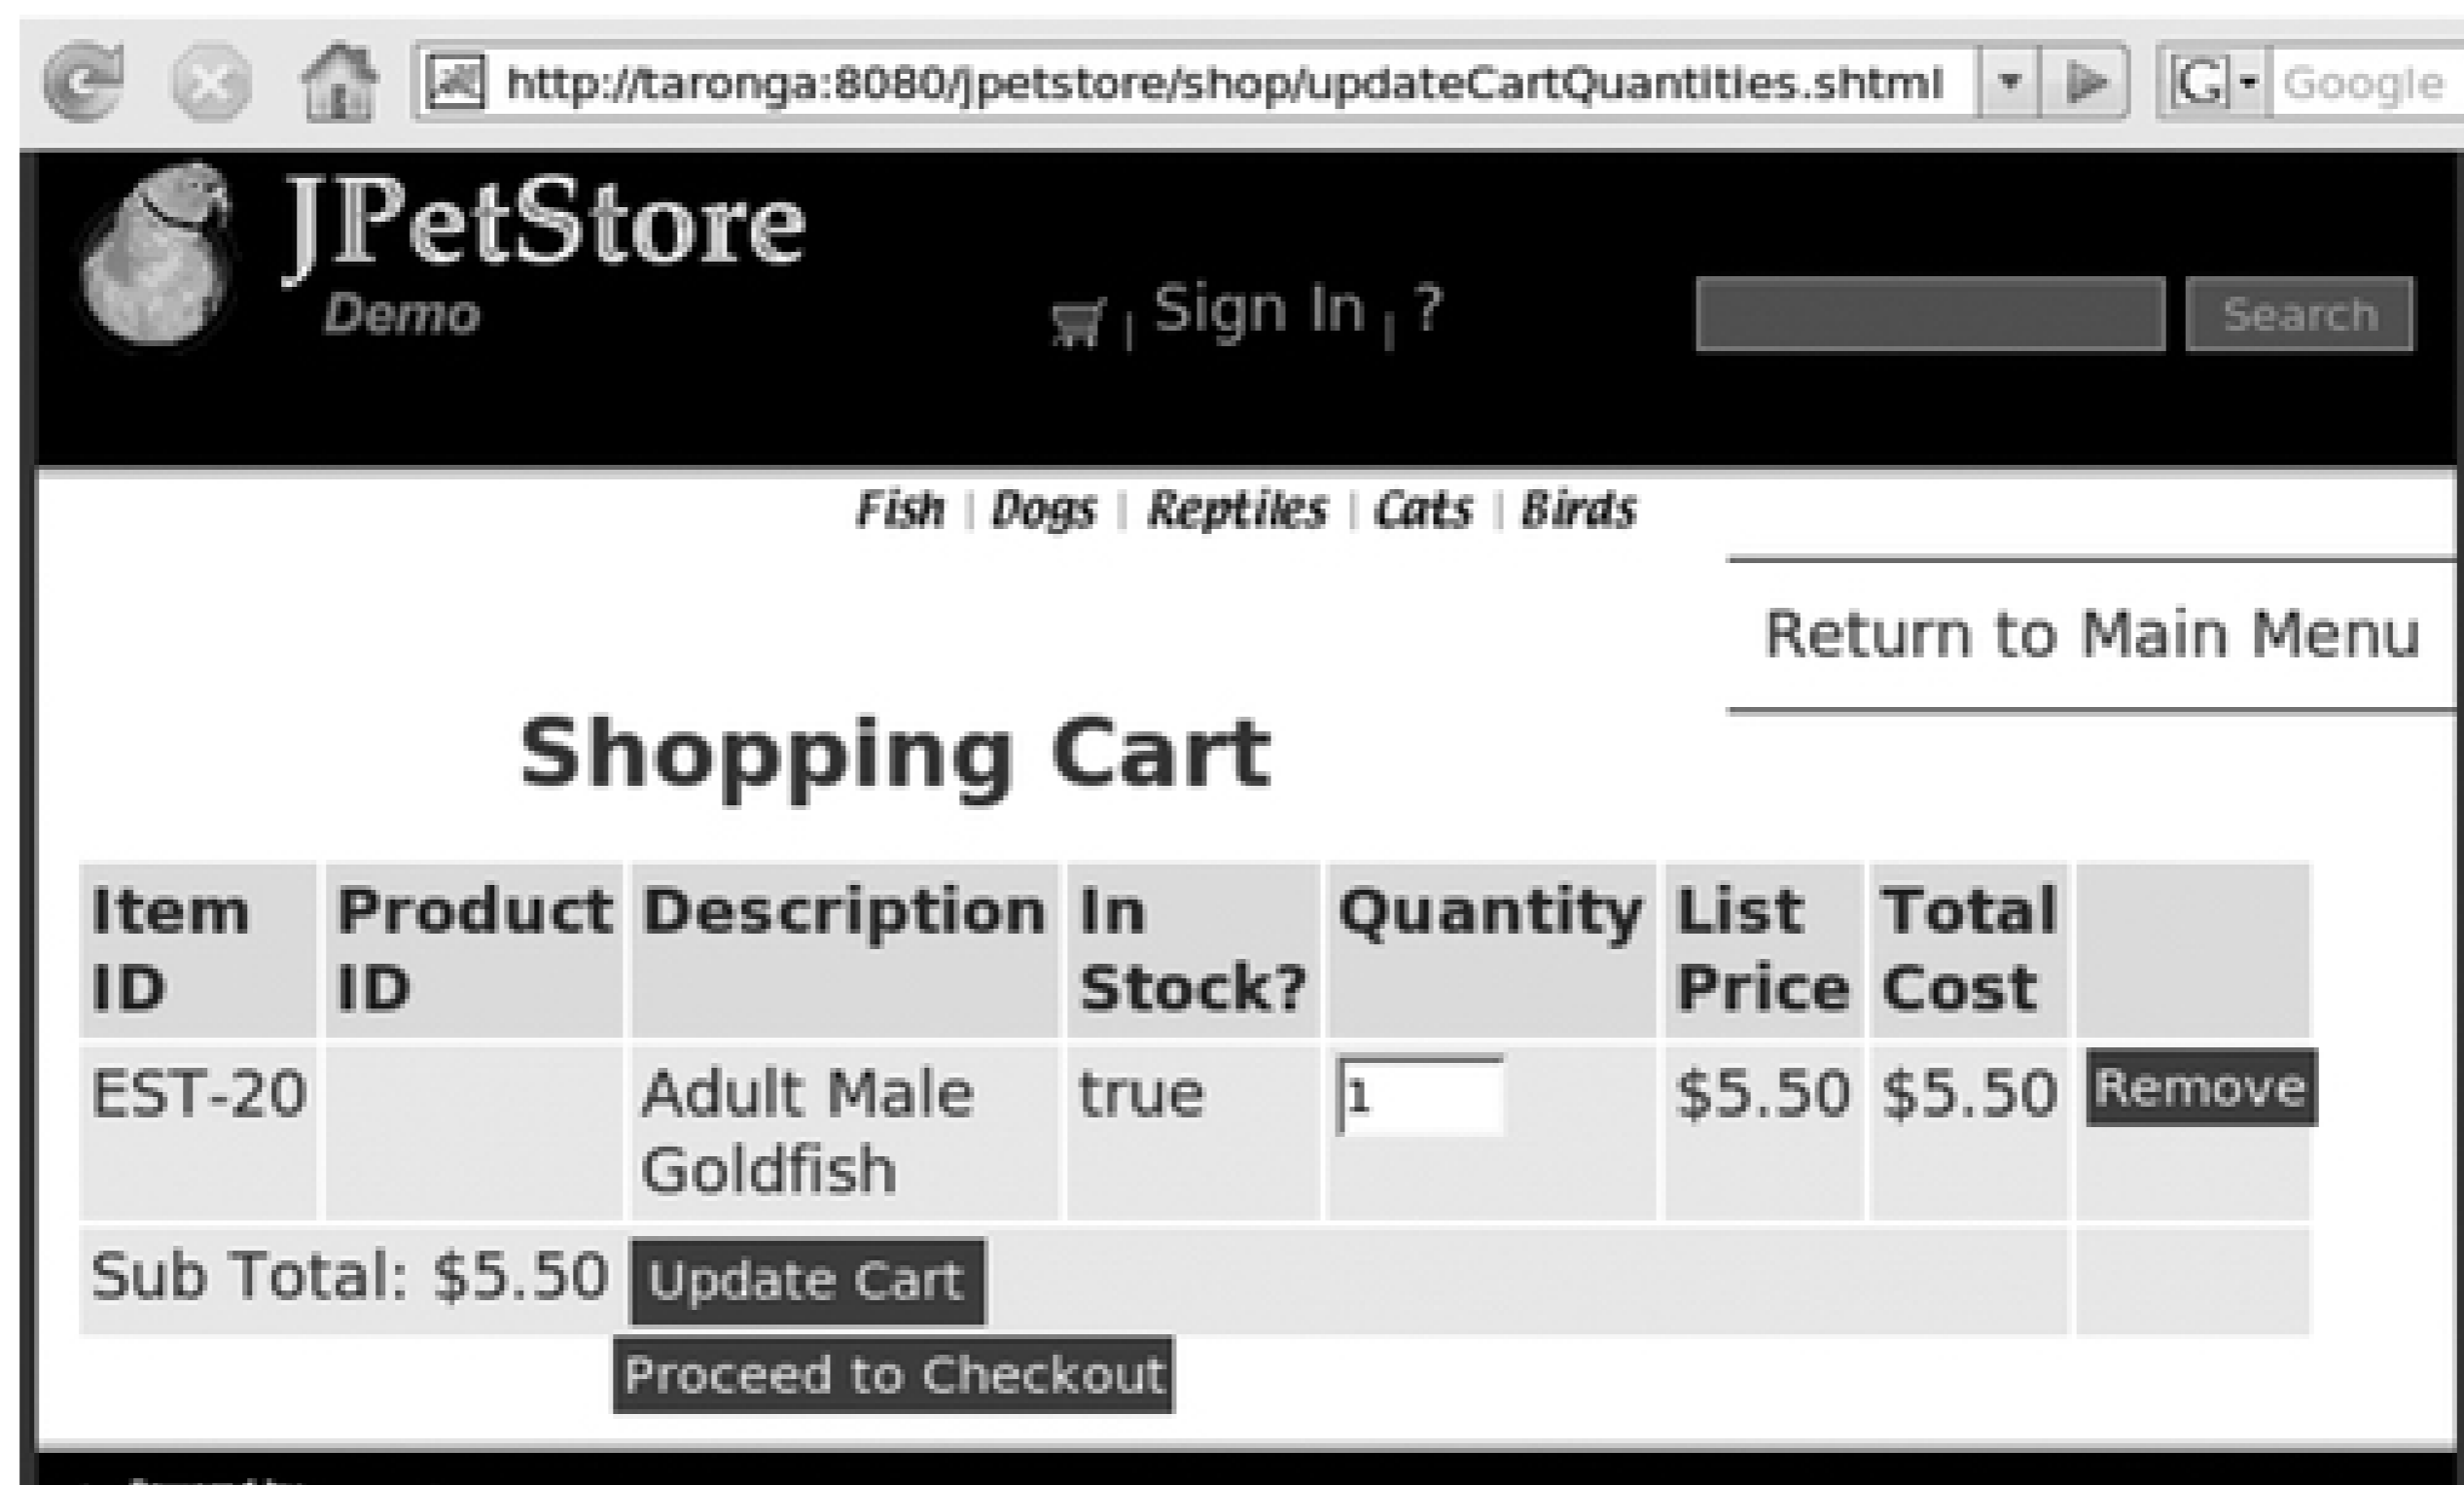 http://taronga:8080/jpetstore/shop/updateCartQuantities.shtml
G
Google
JPetStore
Demo
Sign In | ?
Search
Fish | Dogs | Reptiles | Cats | Birds
Return to Main Menu
Shopping Cart
Item ID
Product ID
Description
In Stock?
Quantity
List Price
Total Cost
EST-20
Adult Male Goldfish
true
1
$5.50
$5.50
Remove
Sub Total: $5.50
Update Cart
Proceed to Checkout